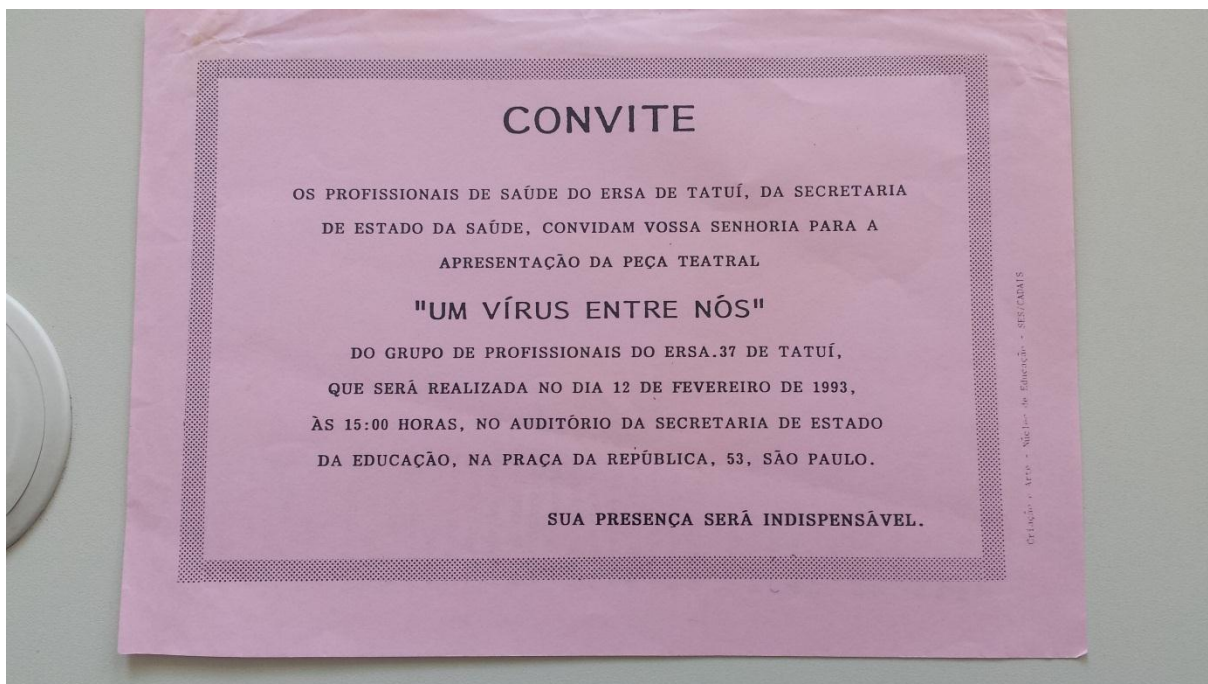 CONVITE
OS PROFISSIONAIS DE SAÚDE DO ERSA DE TATUÍ, DA SECRETARIA
DE ESTADO DA SAÚDE, CONVIDAM VOSSA SENHORIA PARA A
APRESENTAÇÃO DA PEÇA TEATRAL
"UM VÍRUS ENTRE NÓS"
DO GRUPO DE PROFISSIONAIS DO ERSA.37 DE TATUÍ,
QUE SERÁ REALIZADA NO DIA 12 DE FEVEREIRO DE 1993,
ÀS 15:00 HORAS, NO AUDITÓRIO DA SECRETARIA DE ESTADO
DA EDUCAÇÃO, NA PRAÇA DA REPÚBLICA, 53, SÃO PAULO.
SUA PRESENÇA SERÁ INDISPENSÁVEL.
Criação e Arte - Núcleo de Educação - SES/CADAIS